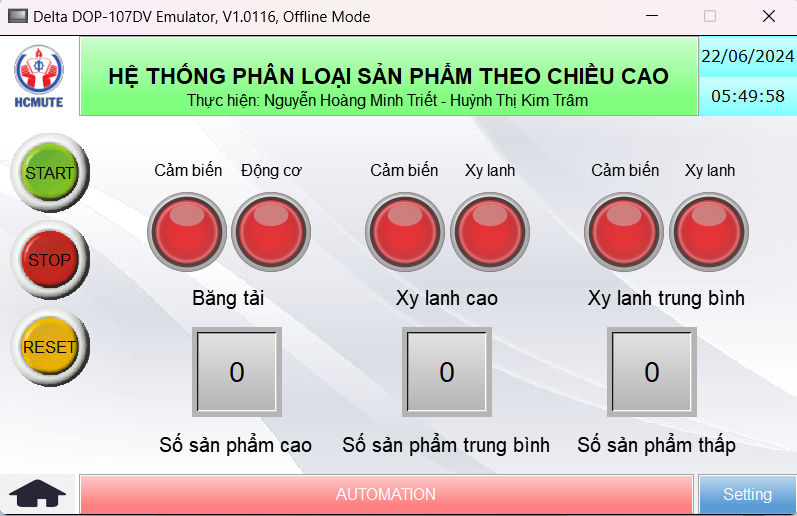 Delta DOP-107DV Emulator, V1.0116, Offline Mode
HCMUTE
HỆ THỐNG PHÂN LOẠI SẢN PHẨM THEO CHIỀU CAO
Thực hiện: Nguyễn Hoàng Minh Triết - Huỳnh Thị Kim Trâm
22/06/2024
05:49:58
START
STOP
RESET
Cảm biến Động cơ
Băng tải
Cảm biến Xy lanh
Xy lanh cao
Cảm biến Xy lanh
Xy lanh trung bình
0
Số sản phẩm cao
0
Số sản phẩm trung bình
0
Số sản phẩm thấp
AUTOMATION
Setting